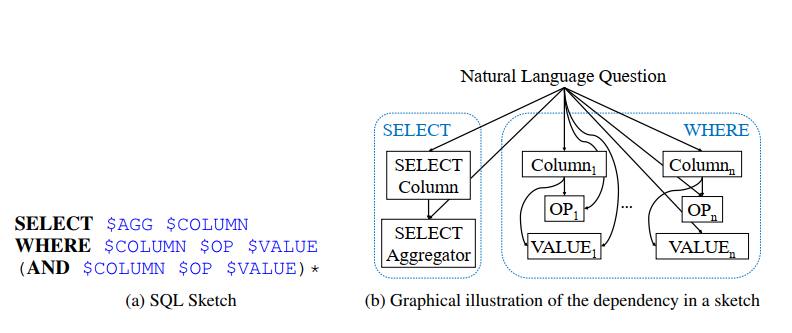 Natural Language Question
SELECT
WHERE
SELECT
Column
Column1
Columnn
OP1
...
OPn
SELECT
Aggregator
VALUE1
VALUEn
SELECT $AGG $COLUMN
WHERE $COLUMN $OP $VALUE
(AND $COLUMN $OP $VALUE)*
(a) SQL Sketch
(b) Graphical illustration of the dependency in a sketch